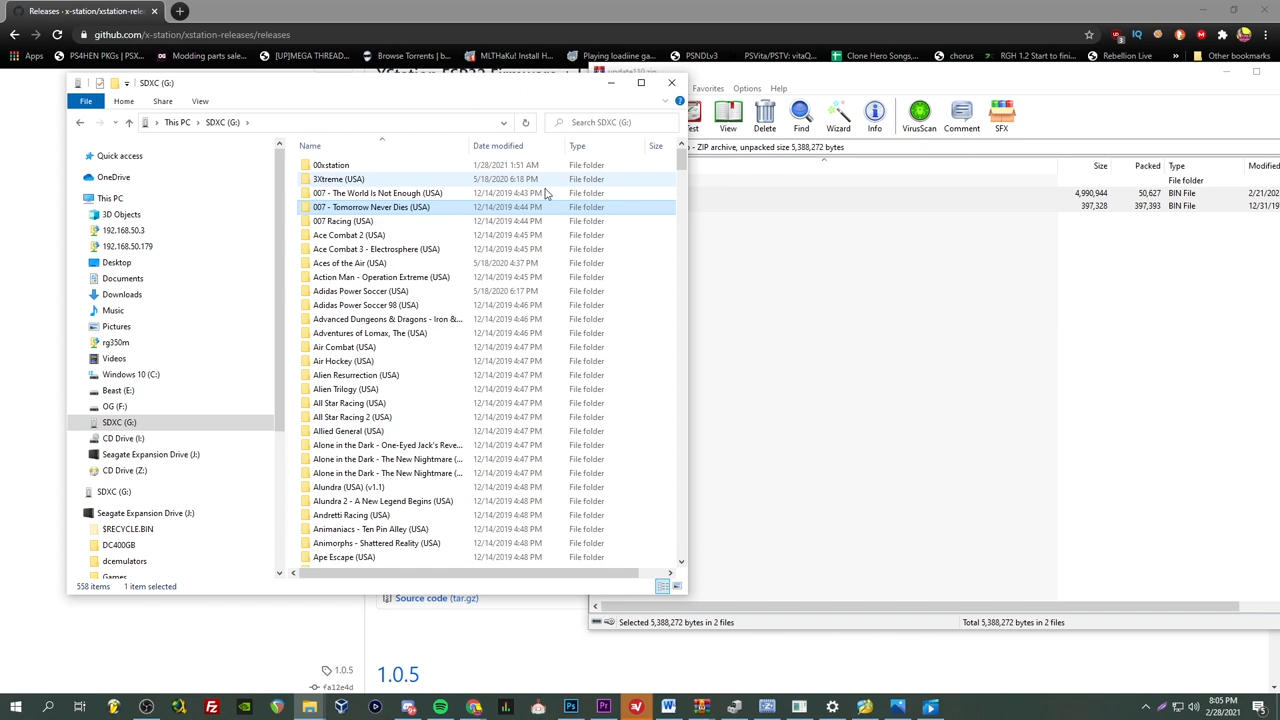 Releases · x-station/xstation-rel
github.com/x-station/xstation-releases/releases
Apps
PS4HEN PKGs | PSX...
Modding parts sale...
[UP]MEGA THREAD...
Browse Torrents | b...
MLTHaKu! Install H...
Playing loadiine ga...
PSNDLv3
PSVita/PSTV: vitaQ...
Clone Hero Songs,...
chorus
RGH 1.2 Start to fini...
Rebellion Live
Other bookmarks
SDXC (G:)
File
Home
Share
View
Favorites
Options
Help
This PC
SDXC (G:)
Search SDXC (G:)
Test
View
Delete
Find
Wizard
Info
VirusScan
Comment
SFX
- ZIP archive, unpacked size 5,388,272 bytes
Name
Date modified
Type
Size
Size
Packed
Type
Modified
File folder
4,990,944
50,627
BIN File
2/21/202
397,328
397,393
BIN File
12/31/19
Quick access
OneDrive
This PC
3D Objects
192.168.50.3
192.168.50.179
Desktop
Documents
Downloads
Music
Pictures
rg350m
Videos
Windows 10 (C:)
Beast (E:)
OG (F:)
SDXC (G:)
CD Drive (I:)
Seagate Expansion Drive (J:)
CD Drive (Z:)
SDXC (G:)
Seagate Expansion Drive (J:)
$RECYCLE.BIN
DC400GB
dcemulators
Games
00xstation 1/28/2021 1:51 AM File folder
3Xtreme (USA) 5/18/2020 6:18 PM File folder
007 - The World Is Not Enough (USA) 12/14/2019 4:43 PM File folder
007 - Tomorrow Never Dies (USA) 12/14/2019 4:44 PM File folder
007 Racing (USA) 12/14/2019 4:44 PM File folder
Ace Combat 2 (USA) 12/14/2019 4:45 PM File folder
Ace Combat 3 - Electrosphere (USA) 12/14/2019 4:45 PM File folder
Aces of the Air (USA) 5/18/2020 4:37 PM File folder
Action Man - Operation Extreme (USA) 12/14/2019 4:45 PM File folder
Adidas Power Soccer (USA) 5/18/2020 6:17 PM File folder
Adidas Power Soccer 98 (USA) 12/14/2019 4:46 PM File folder
Advanced Dungeons & Dragons - Iron &... 12/14/2019 4:46 PM File folder
Adventures of Lomax, The (USA) 12/14/2019 4:46 PM File folder
Air Combat (USA) 12/14/2019 4:47 PM File folder
Air Hockey (USA) 12/14/2019 4:47 PM File folder
Alien Resurrection (USA) 12/14/2019 4:47 PM File folder
Alien Trilogy (USA) 12/14/2019 4:47 PM File folder
All Star Racing (USA) 12/14/2019 4:47 PM File folder
All Star Racing 2 (USA) 12/14/2019 4:47 PM File folder
Allied General (USA) 12/14/2019 4:47 PM File folder
Alone in the Dark - One-Eyed Jack's Reve... 12/14/2019 4:47 PM File folder
Alone in the Dark - The New Nightmare (... 12/14/2019 4:48 PM File folder
Alone in the Dark - The New Nightmare (... 12/14/2019 4:48 PM File folder
Alundra (USA) (v1.1) 12/14/2019 4:48 PM File folder
Alundra 2 - A New Legend Begins (USA) 12/14/2019 4:48 PM File folder
Andretti Racing (USA) 12/14/2019 4:48 PM File folder
Animaniacs - Ten Pin Alley (USA) 12/14/2019 4:48 PM File folder
Animorphs - Shattered Reality (USA) 12/14/2019 4:48 PM File folder
Ape Escape (USA) 12/14/2019 4:48 PM File folder
558 items
1 item selected
Source code (tar.gz)
Selected 5,388,272 bytes in 2 files
Total 5,388,272 bytes in 2 files
1.0.5
1.0.5
fa12e4d
8:05 PM
2/28/2021